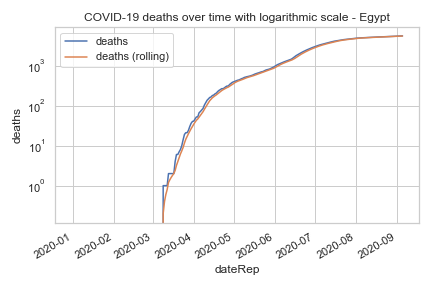 COVID-19 deaths over time with logarithmic scale - Egypt
deaths
deaths (rolling)
10³
10²
10¹
10⁰
deaths
2020-01
2020-02
2020-03
2020-04
2020-05
2020-06
2020-07
2020-08
2020-09
dateRep